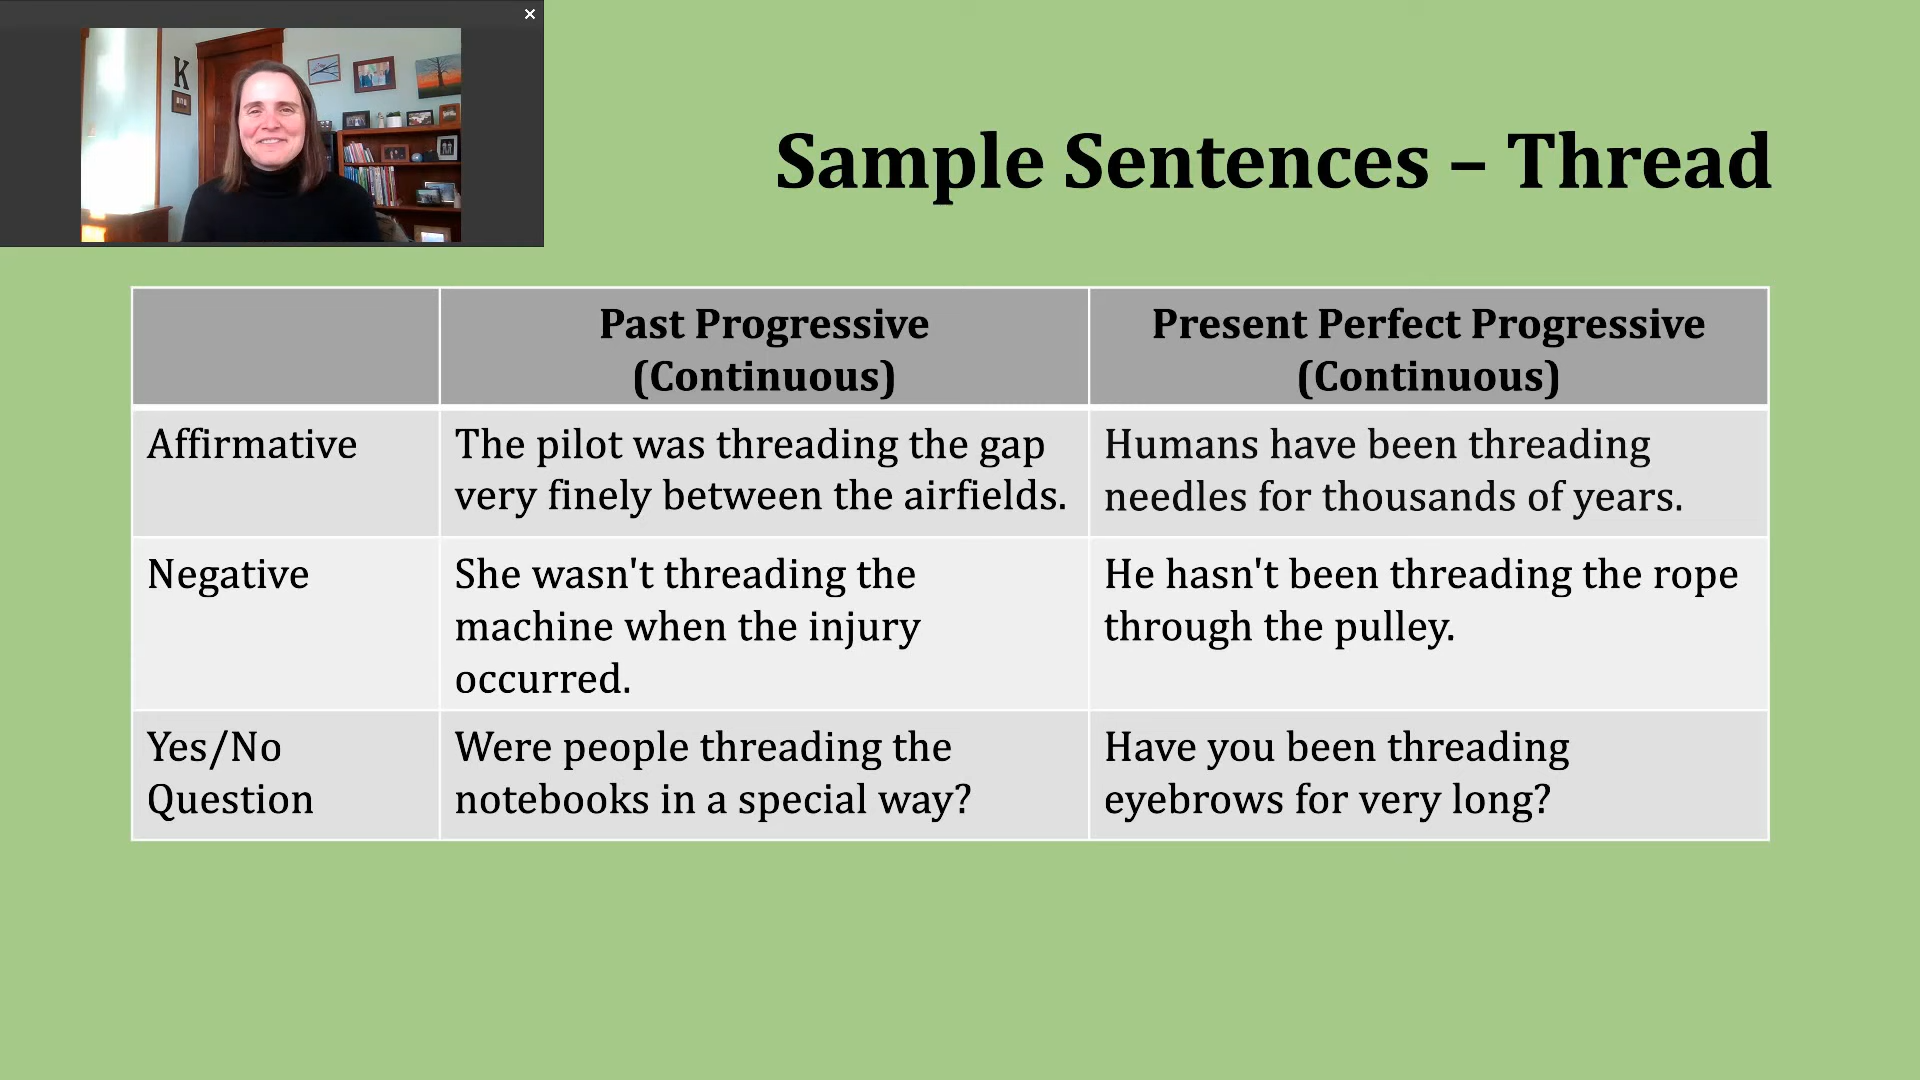 K
Sample Sentences – Thread
Past Progressive
(Continuous)
Present Perfect Progressive
(Continuous)
Affirmative
The pilot was threading the gap
very finely between the airfields.
Humans have been threading
needles for thousands of years.
Negative
She wasn't threading the
machine when the injury
occurred.
He hasn't been threading the rope
through the pulley.
Yes/No
Question
Were people threading the
notebooks in a special way?
Have you been threading
eyebrows for very long?